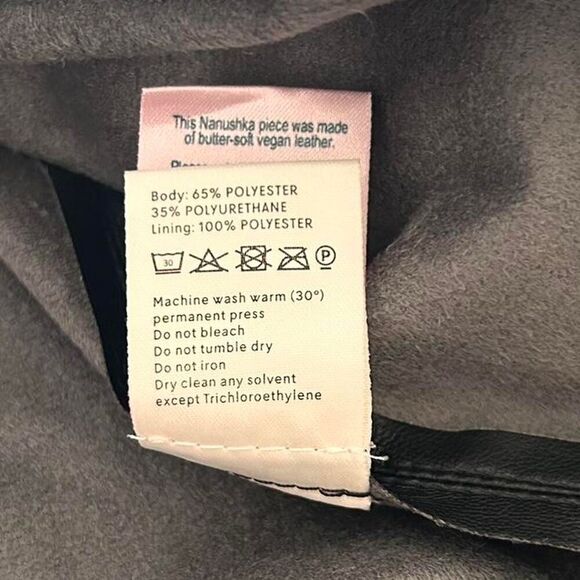 This Nanushka piece was made
of butter-soft vegan leather.
Body: 65% POLYESTER
35% POLYURETHANE
Lining: 100% POLYESTER
30 P
Machine wash warm (30°)
permanent press
Do not bleach
Do not tumble dry
Do not iron
Dry clean any solvent
except Trichloroethylene